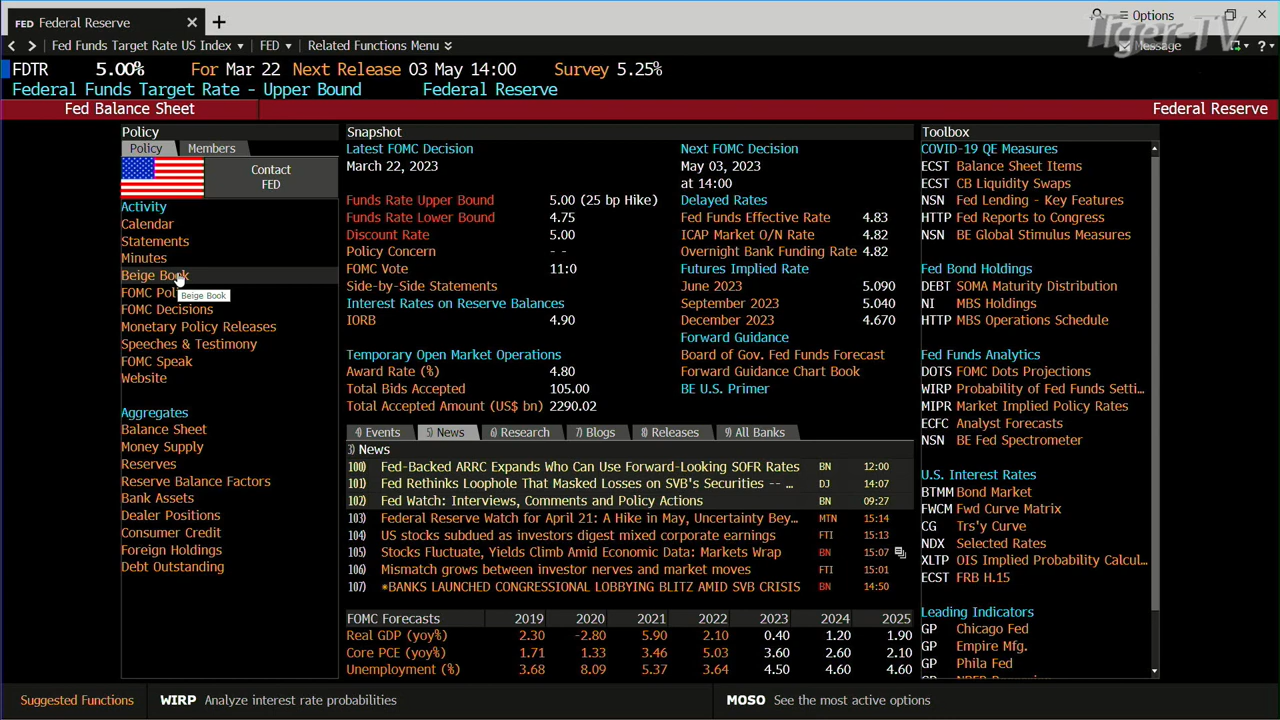 FED Federal Reserve
Options
Tiger-TV
Fed Funds Target Rate US Index FED Related Functions Menu Message
FDTR 5.00% For Mar 22 Next Release 03 May 14:00 Survey 5.25%
Federal Funds Target Rate - Upper Bound Federal Reserve
Fed Balance Sheet Federal Reserve
Policy
Policy Members
Contact
FED
Activity
Calendar
Statements
Minutes
Beige Book
Beige Book
FOMC
FOMC Decisions
Monetary Policy Releases
Speeches & Testimony
FOMC Speak
Website
Aggregates
Balance Sheet
Money Supply
Reserves
Reserve Balance Factors
Bank Assets
Dealer Positions
Consumer Credit
Foreign Holdings
Debt Outstanding
Snapshot
Latest FOMC Decision
March 22, 2023
Funds Rate Upper Bound 5.00 (25 bp Hike)
Funds Rate Lower Bound 4.75
Discount Rate 5.00
Policy Concern - -
FOMC Vote 11:0
Side-by-Side Statements
Interest Rates on Reserve Balances
IORB 4.90
Temporary Open Market Operations
Award Rate (%) 4.80
Total Bids Accepted 105.00
Total Accepted Amount (US$ bn) 2290.02
Next FOMC Decision
May 03, 2023
at 14:00
Delayed Rates
Fed Funds Effective Rate 4.83
ICAP Market O/N Rate 4.82
Overnight Bank Funding Rate 4.82
Futures Implied Rate
June 2023 5.090
September 2023 5.040
December 2023 4.670
Forward Guidance
Board of Gov. Fed Funds Forecast
Forward Guidance Chart Book
BE U.S. Primer
4) Events 5) News 6) Research 7) Blogs 8) Releases 9) All Banks
3) News
100) Fed-Backed ARRC Expands Who Can Use Forward-Looking SOFR Rates BN 12:00
101) Fed Rethinks Loophole That Masked Losses on SVB's Securities -- ... DJ 14:07
102) Fed Watch: Interviews, Comments and Policy Actions BN 09:27
103) Federal Reserve Watch for April 21: A Hike in May, Uncertainty Bey... MTN 15:14
104) US stocks subdued as investors digest mixed corporate earnings FTI 15:13
105) Stocks Fluctuate, Yields Climb Amid Economic Data: Markets Wrap BN 15:07
106) Mismatch grows between investor nerves and market moves FTI 15:01
107) *BANKS LAUNCHED CONGRESSIONAL LOBBYING BLITZ AMID SVB CRISIS BN 14:50
FOMC Forecasts 2019 2020 2021 2022 2023 2024 2025
Real GDP (yoy%) 2.30 -2.80 5.90 2.10 0.40 1.20 1.90
Core PCE (yoy%) 1.71 1.33 3.46 5.03 3.60 2.60 2.10
Unemployment (%) 3.68 8.09 5.37 3.64 4.50 4.60 4.60
Toolbox
COVID-19 QE Measures
ECST Balance Sheet Items
ECST CB Liquidity Swaps
NSN Fed Lending - Key Features
HTTP Fed Reports to Congress
NSN BE Global Stimulus Measures
Fed Bond Holdings
DEBT SOMA Maturity Distribution
NI MBS Holdings
HTTP MBS Operations Schedule
Fed Funds Analytics
DOTS FOMC Dots Projections
WIRP Probability of Fed Funds Setti...
MIPR Market Implied Policy Rates
ECFC Analyst Forecasts
NSN BE Fed Spectrometer
U.S. Interest Rates
BTMM Bond Market
FWCM Fwd Curve Matrix
CG Trs'y Curve
NDX Selected Rates
XLTP OIS Implied Probability Calcul...
ECST FRB H.15
Leading Indicators
GP Chicago Fed
GP Empire Mfg.
GP Phila Fed
Suggested Functions WIRP Analyze interest rate probabilities MOSO See the most active options